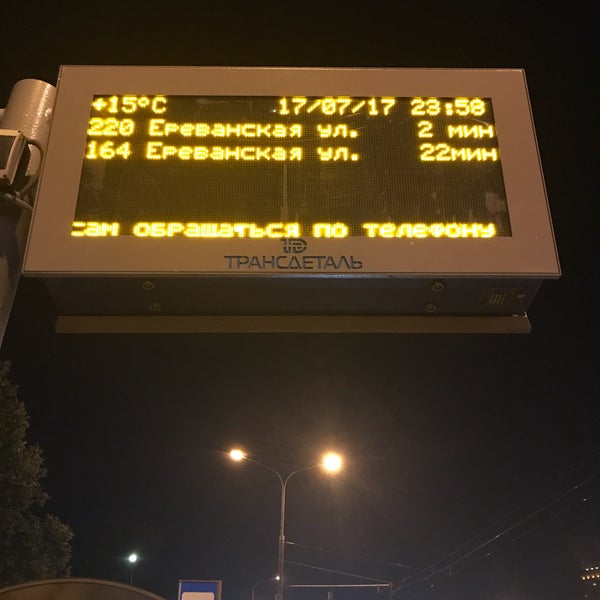 +15°C 17/07/17 23:58
220 Ереванская ул. 2 мин
164 Ереванская ул. 22мин
сам обращаться по телефону
ТРАНСДЕТАЛЬ